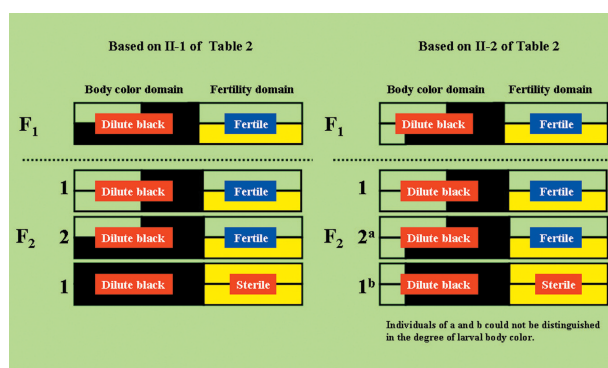 Based on II-1 of Table 2
Body color domain Fertility domain
F1 Dilute black Fertile
1 Dilute black Fertile
F2 2 Dilute black Fertile
1 Dilute black Sterile
Based on II-2 of Table 2
Body color domain Fertility domain
F1 Dilute black Fertile
1 Dilute black Fertile
F2 2a Dilute black Fertile
1b Dilute black Sterile
Individuals of a and b could not be distinguished
in the degree of larval body color.